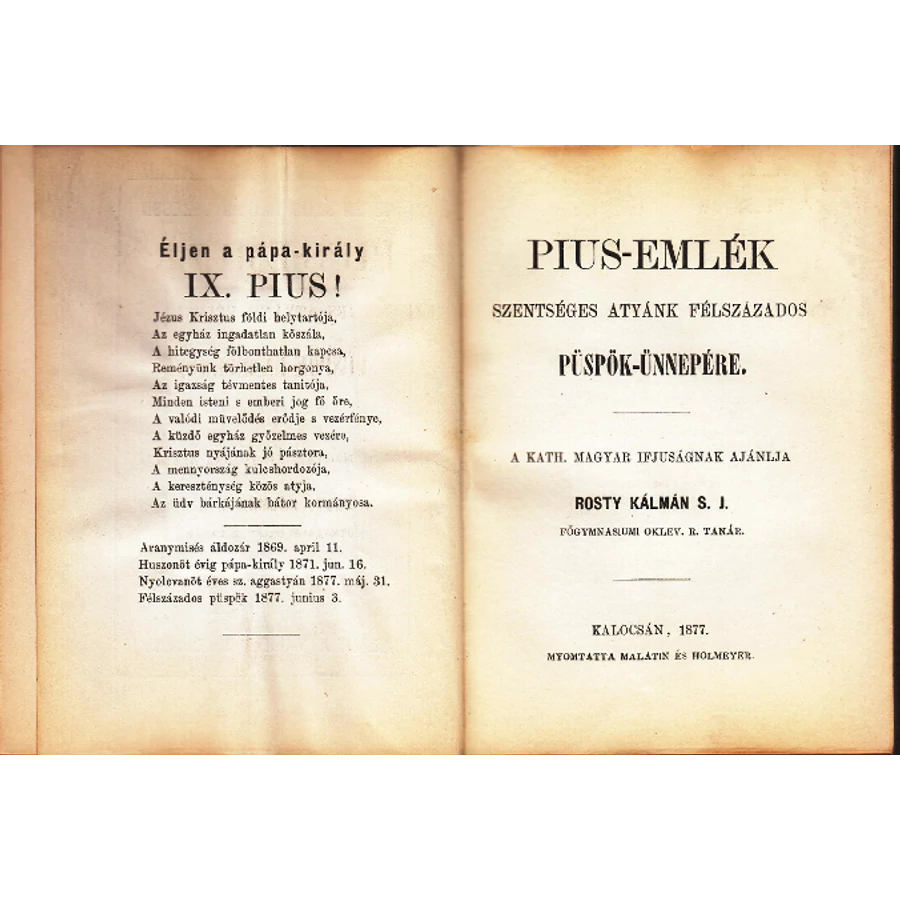 Éljen a pápa-király
IX. PIUS!
Jézus Krisztus földi helytartója,
Az egyház ingadatlan kőszála,
A hitegység fölbonthatlan kapcsa,
Reményünk törhetlen horgonya,
Az igazság tévmentes tanitója,
Minden isteni s emberi jog fő őre,
A valódi müvelődés erődje s vezérfénye,
A küzdő egyház győzelmes vezére,
Krisztus nyájának jó pásztora,
A mennyország kulcshordozója,
A kereszténység közös atyja,
Az üdv bárkájának bátor kormányosa.
Aranymisés áldozár 1869. april 11.
Huszonöt évig pápa-király 1871. jun. 16.
Nyolcvanöt éves sz. aggastyán 1877. máj. 31.
Félszázados püspök 1877. junius 3.
PIUS-EMLÉK
SZENTSÉGES ATYÁNK FÉLSZÁZADOS
PÜSPÖK-ÜNNEPÉRE.
A KATH. MAGYAR IFJUSÁGNAK AJÁNLJA
ROSTY KÁLMÁN S. J.
FŐGYMNASIUMI OKLEV. R. TANÁR.
KALOCSÁN, 1877.
NYOMTATTA MALATIN ÉS HOLMEYER.